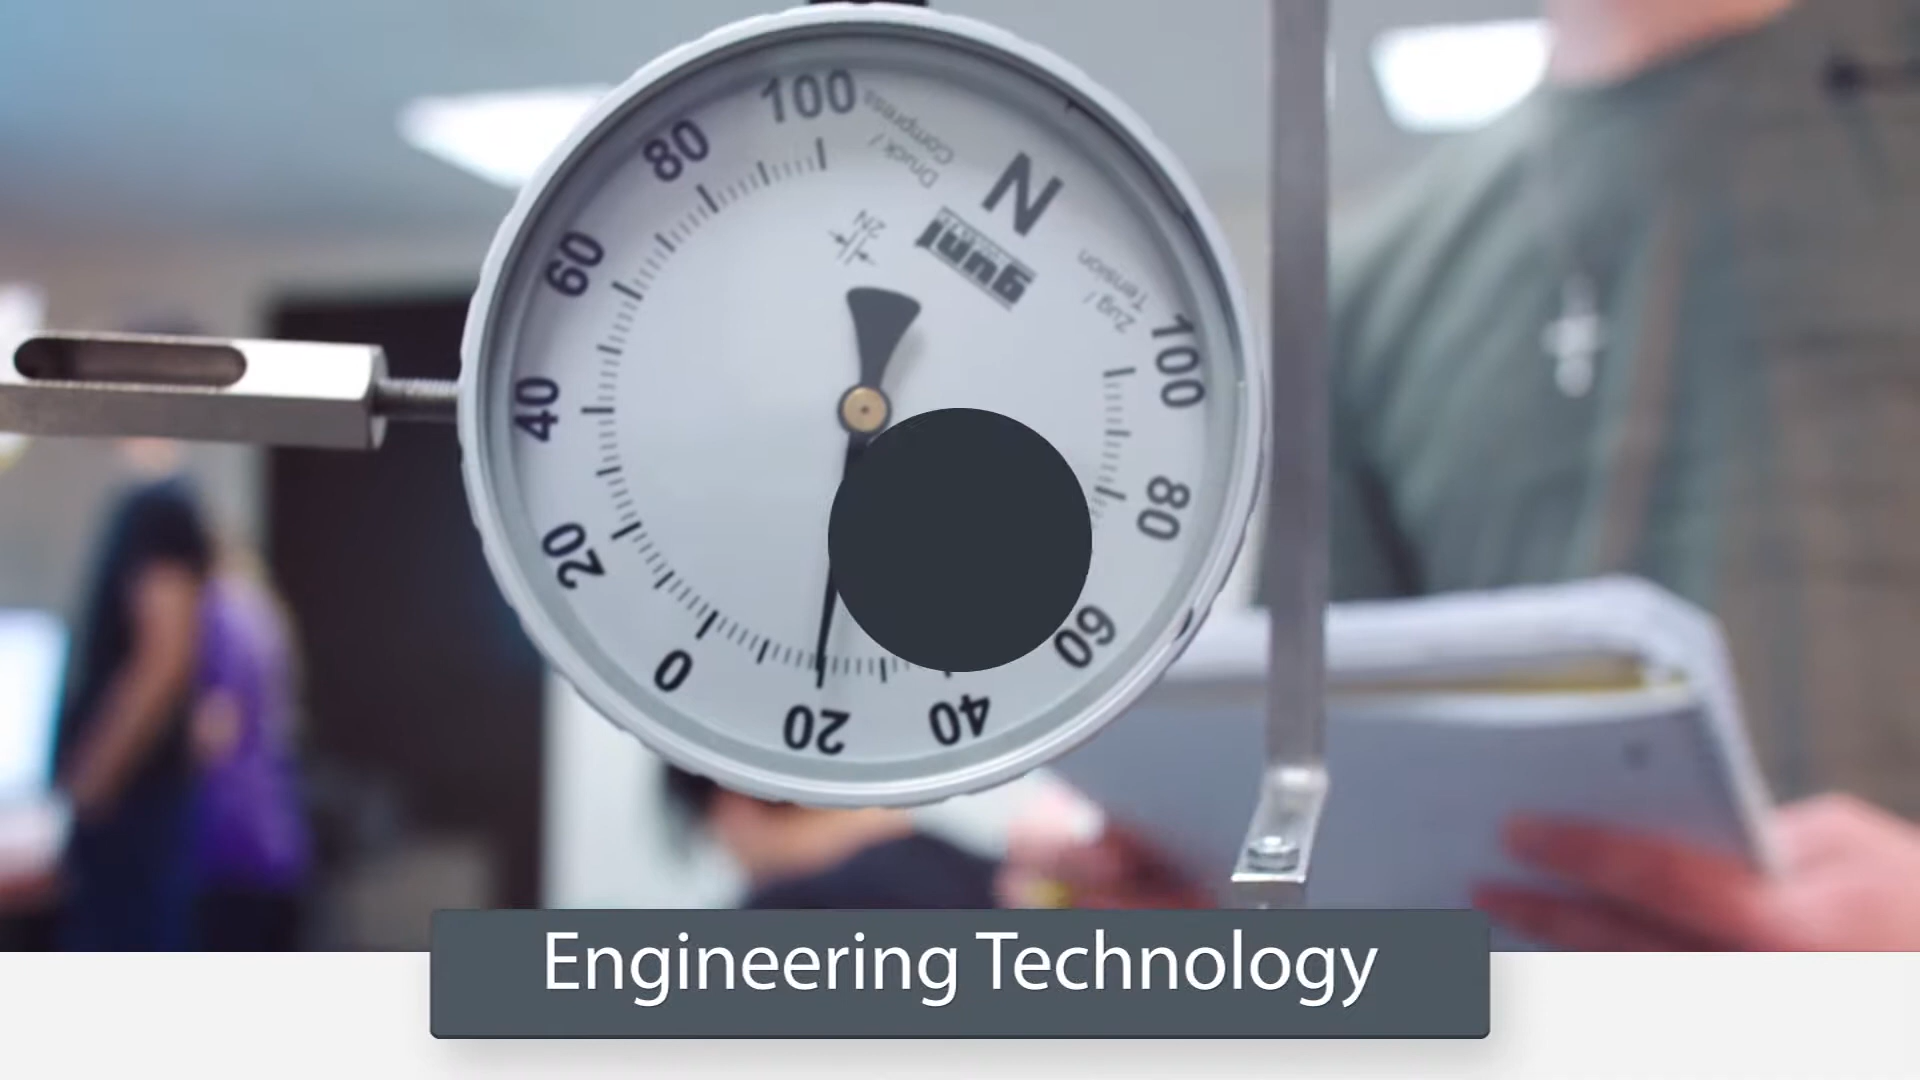 100
80
60
40
20
0
20
40
60
80
100
Druck /
Compress
N
2N
gunt
Zug /
Tension
Engineering Technology